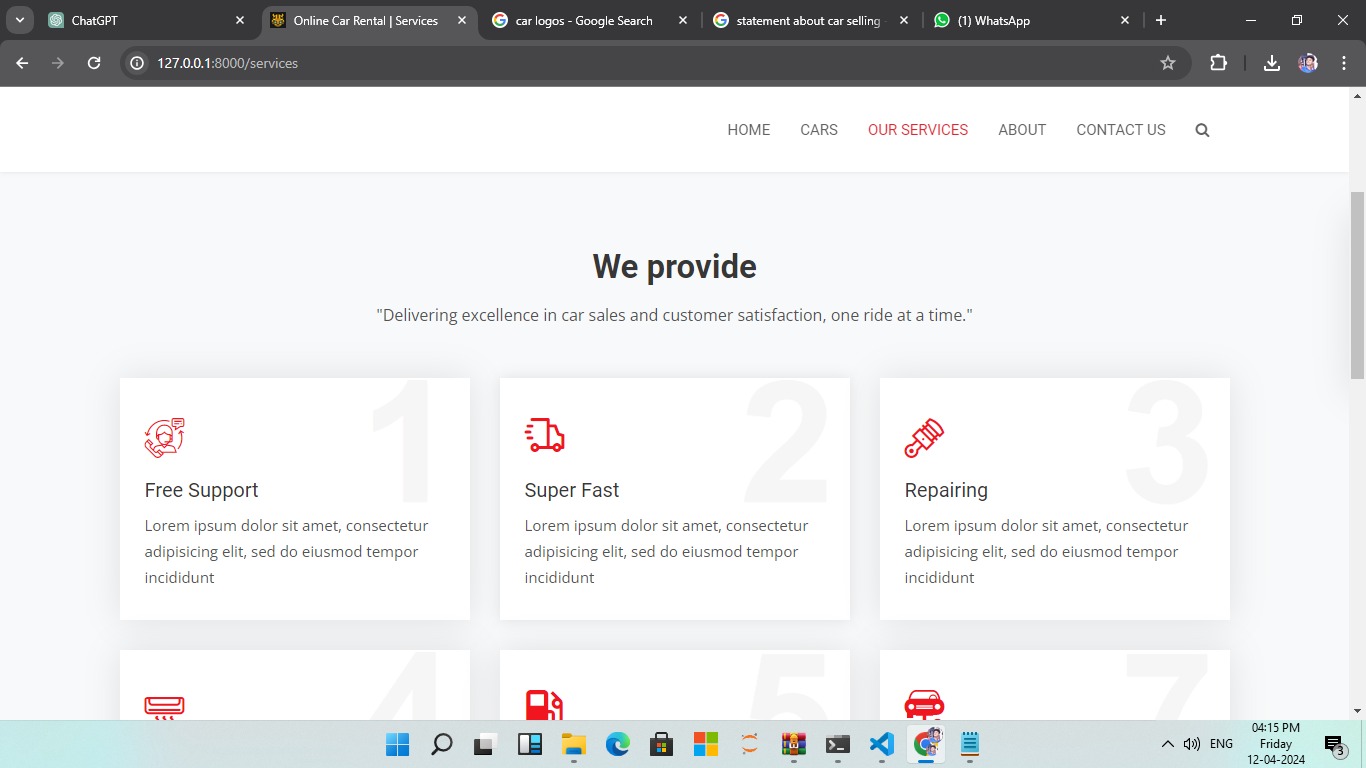 ChatGPT
Online Car Rental | Services
car logos - Google Search
statement about car selling -
(1) WhatsApp
127.0.0.1:8000/services
HOME
CARS
OUR SERVICES
ABOUT
CONTACT US
We provide
"Delivering excellence in car sales and customer satisfaction, one ride at a time."
1
Free Support
Lorem ipsum dolor sit amet, consectetur
adipisicing elit, sed do eiusmod tempor
incididunt
2
Super Fast
Lorem ipsum dolor sit amet, consectetur
adipisicing elit, sed do eiusmod tempor
incididunt
3
Repairing
Lorem ipsum dolor sit amet, consectetur
adipisicing elit, sed do eiusmod tempor
incididunt
4
5
7
ENG
04:15 PM
Friday
12-04-2024
3